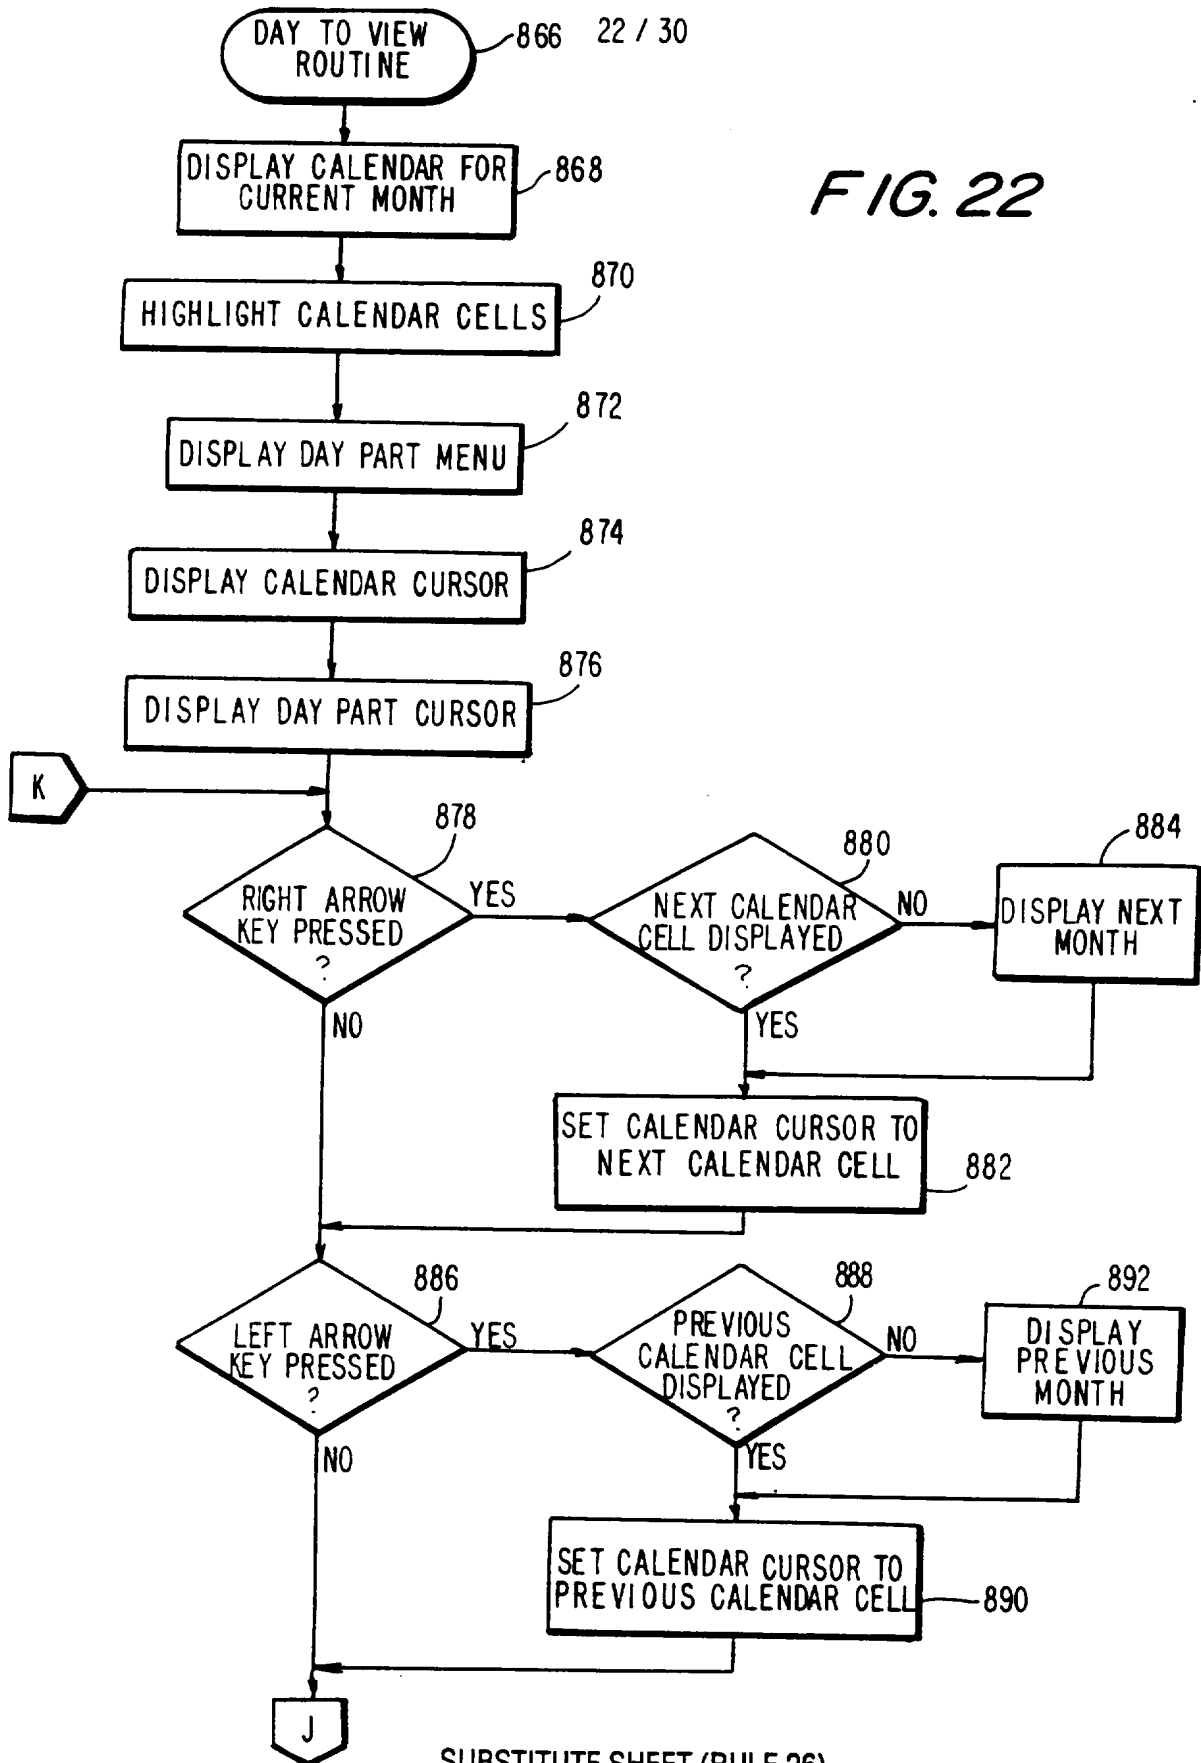 DAY TO VIEW
ROUTINE
866
22 / 30
DISPLAY CALENDAR FOR
CURRENT MONTH
868
FIG. 22
HIGHLIGHT CALENDAR CELLS
870
DISPLAY DAY PART MENU
872
DISPLAY CALENDAR CURSOR
874
DISPLAY DAY PART CURSOR
876
K
RIGHT ARROW
KEY PRESSED
?
878
YES
NO
NEXT CALENDAR
CELL DISPLAYED
?
880
NO
YES
DISPLAY NEXT
MONTH
884
SET CALENDAR CURSOR TO
NEXT CALENDAR CELL
882
LEFT ARROW
KEY PRESSED
?
886
YES
NO
PREVIOUS
CALENDAR CELL
DISPLAYED
?
888
NO
YES
DISPLAY
PREVIOUS
MONTH
892
SET CALENDAR CURSOR TO
PREVIOUS CALENDAR CELL
890
J
SUBSTITUTE SHEET (RULE 26)